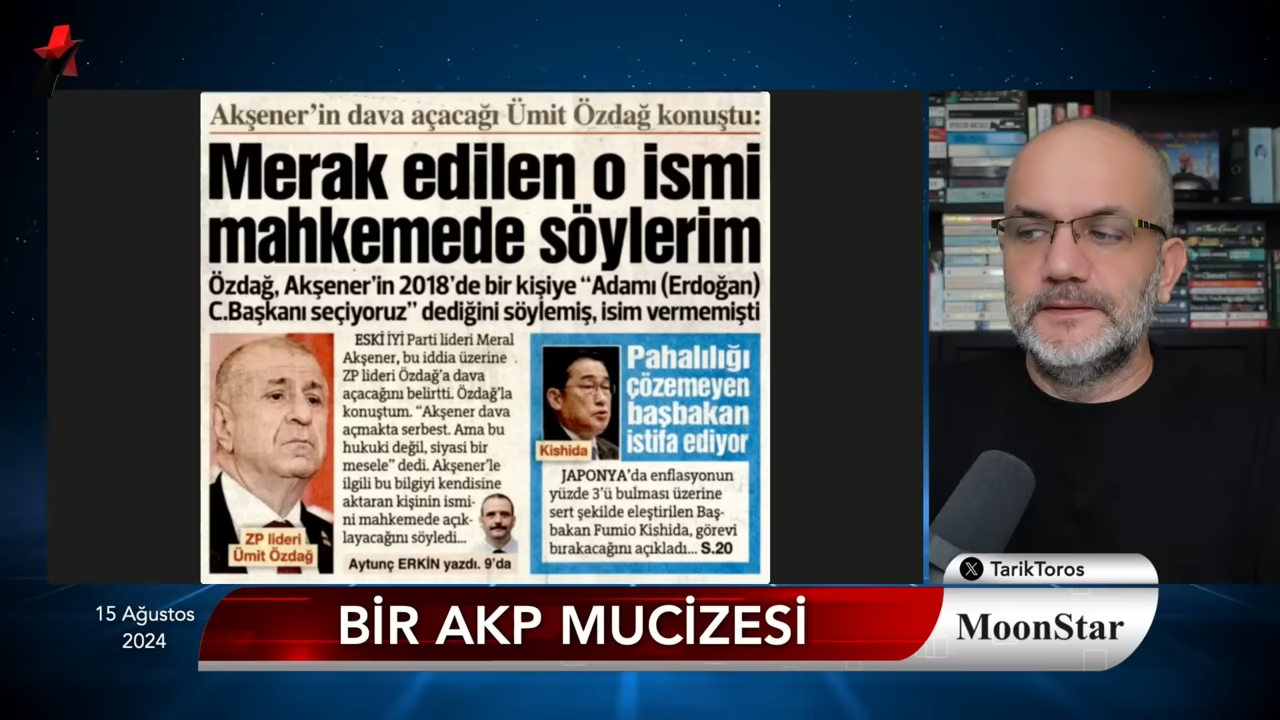 Akşener'in dava açacağı Ümit Özdağ konuştu:
Merak edilen o ismi
mahkemede söylerim
Özdağ, Akşener'in 2018'de bir kişiye “Adamı (Erdoğan)
C.Başkanı seçiyoruz” dediğini söylemiş, isim vermemişti
ZP lideri
Ümit Özdağ
ESKİ İYİ Parti lideri Meral
Akşener, bu iddia üzerine
ZP lideri Özdağ'a dava
açacağını belirtti. Özdağ'la
konuştum. “Akşener dava
açmakta serbest. Ama bu
hukuki değil, siyasi bir
mesele” dedi. Akşener'le
ilgili bu bilgiyi kendisine
aktaran kişinin ismi-
ni mahkemede açık-
layacağını söyledi...
Aytunç ERKİN yazdı. 9'da
Kishida
Pahalılığı
çözemeyen
başbakan
istifa ediyor
JAPONYA'da enflasyonun
yüzde 3'ü bulması üzerine
sert şekilde eleştirilen Baş-
bakan Fumio Kishida, görevi
bırakacağını açıkladı... S.20
X TarikToros
15 Ağustos
2024
BİR AKP MUCİZESİ
MoonStar